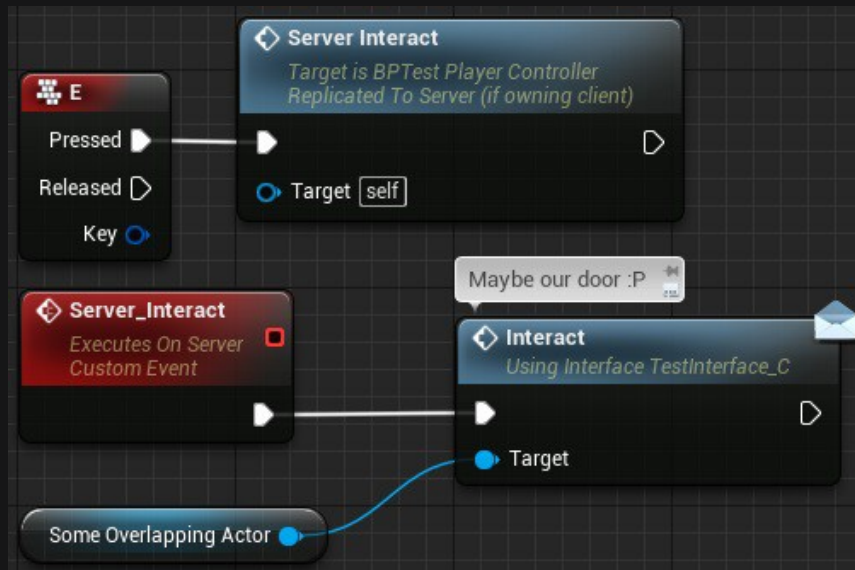 Server Interact
Target is BPTest Player Controller
Replicated To Server (if owning client)
E
Pressed
Released
Key
Target self
Maybe our door :P
Server_Interact
Executes On Server
Custom Event
Interact
Using Interface TestInterface_C
Target
Some Overlapping Actor